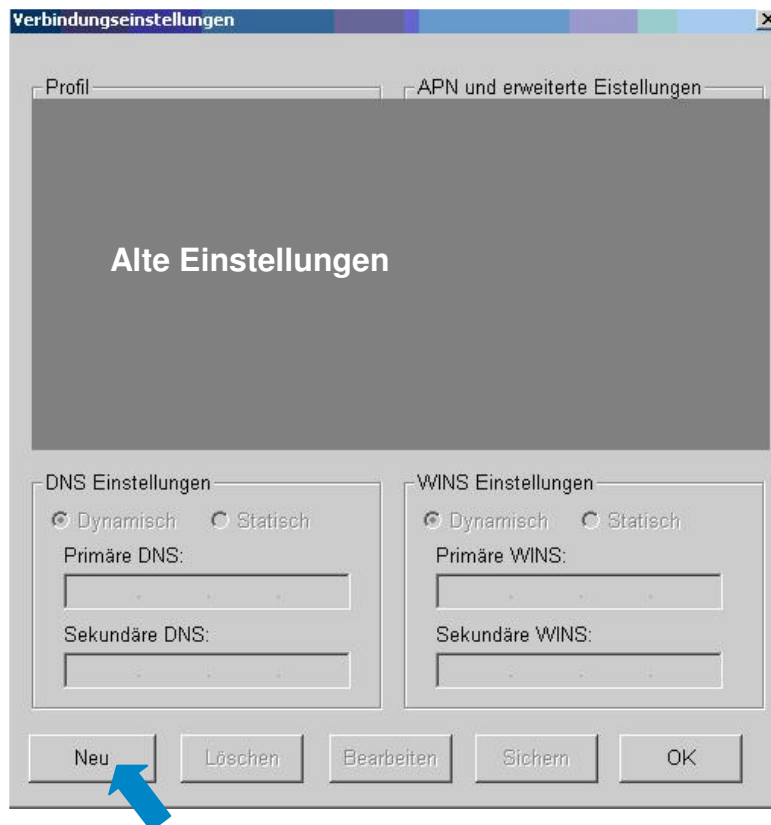 Verbindungseinstellungen
Profil
APN und erweiterte Eistellungen
Alte Einstellungen
DNS Einstellungen
Dynamisch Statisch
Primäre DNS:
Sekundäre DNS:
WINS Einstellungen
Dynamisch Statisch
Primäre WINS:
Sekundäre WINS:
Neu Löschen Bearbeiten Sichern OK